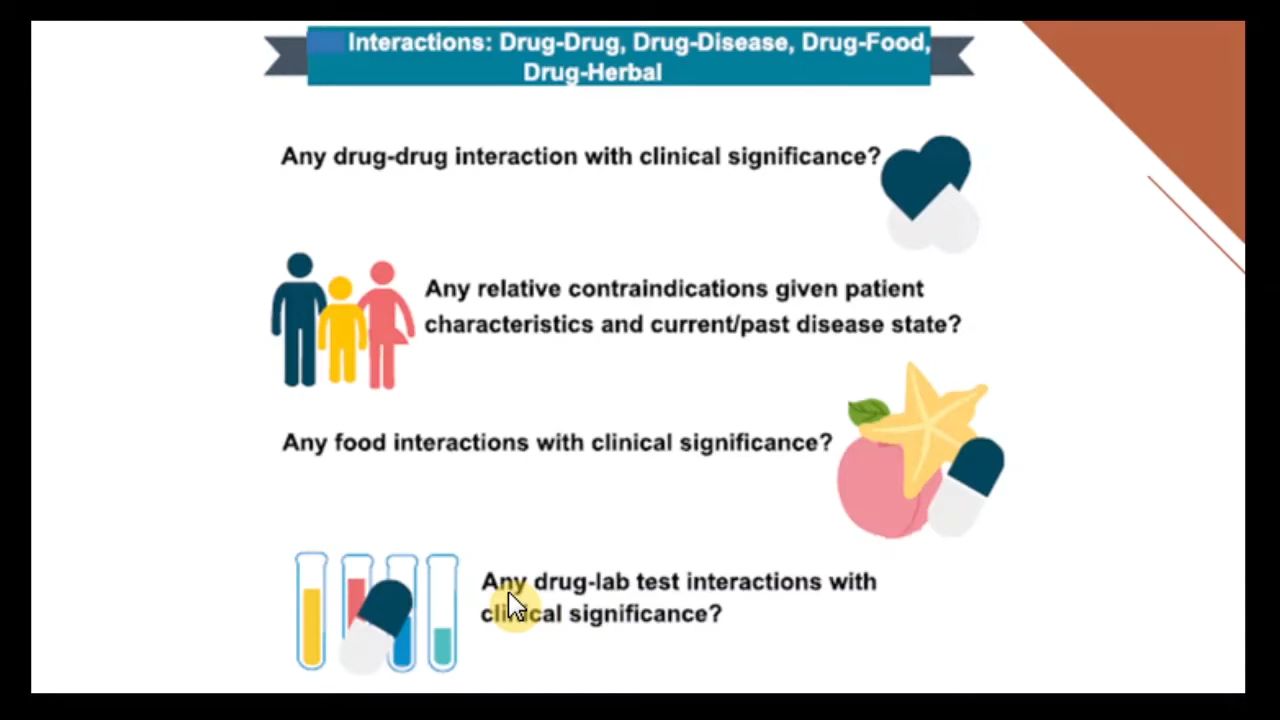 Interactions: Drug-Drug, Drug-Disease, Drug-Food,
Drug-Herbal
Any drug-drug interaction with clinical significance?
Any relative contraindications given patient
characteristics and current/past disease state?
Any food interactions with clinical significance?
Any drug-lab test interactions with
clinical significance?